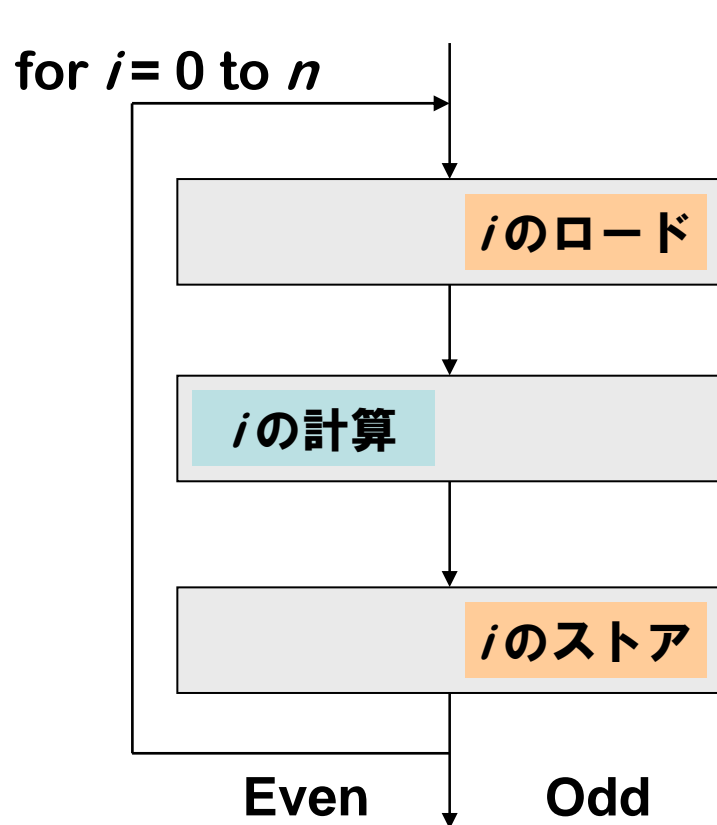 for i = 0 to n
iのロード
iの計算
iのストア
Even Odd